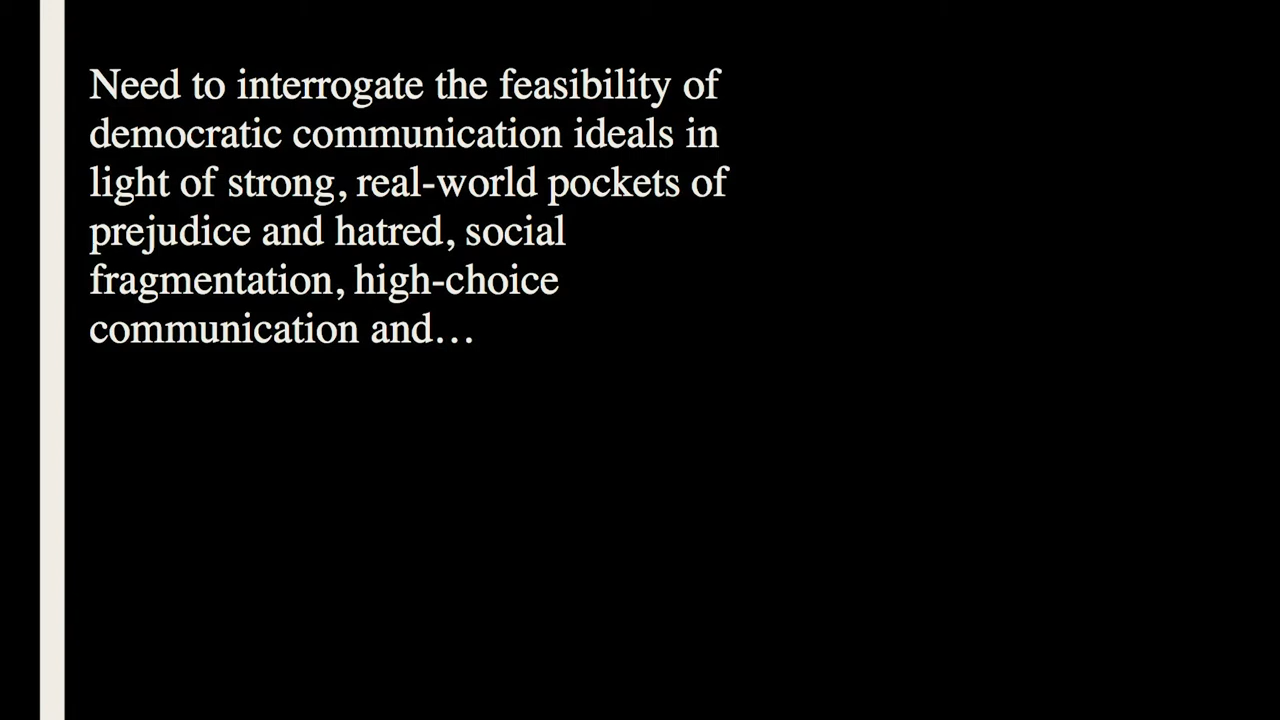 Need to interrogate the feasibility of
democratic communication ideals in
light of strong, real-world pockets of
prejudice and hatred, social
fragmentation, high-choice
communication and…